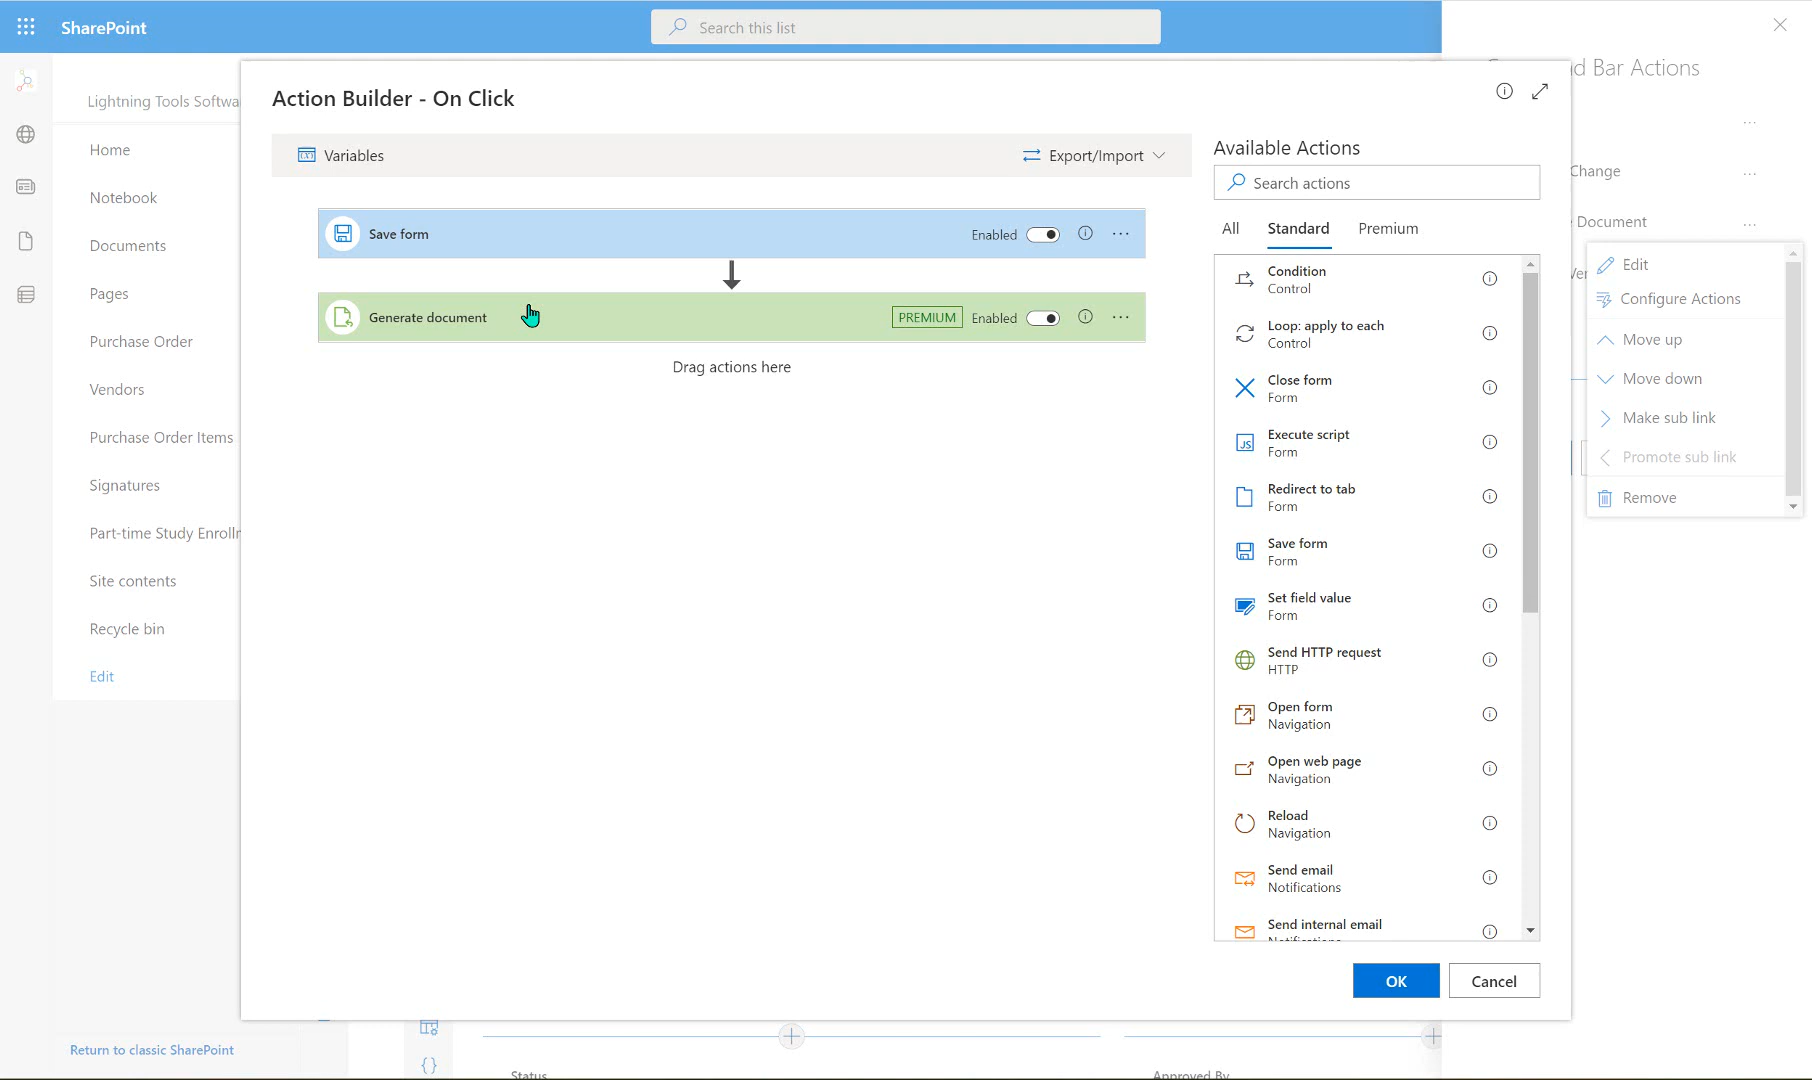 SharePoint
Search this list
d Bar Actions
Lightning Tools Softwa
Home
Notebook
Documents
Pages
Purchase Order
Vendors
Purchase Order Items
Signatures
Part-time Study Enroll
Site contents
Recycle bin
Edit
Return to classic SharePoint
Action Builder - On Click
Variables
Export/Import
Save form
Enabled
Generate document
PREMIUM
Enabled
Drag actions here
Available Actions
Search actions
All
Standard
Premium
Condition
Control
Loop: apply to each
Control
Close form
Form
JS
Execute script
Form
Redirect to tab
Form
Save form
Form
Set field value
Form
Send HTTP request
HTTP
Open form
Navigation
Open web page
Navigation
Reload
Navigation
Send email
Notifications
Send internal email
OK
Cancel
Change
Document
Ver
Edit
Configure Actions
Move up
Move down
Make sub link
Promote sub link
Remove
Status
Approved By